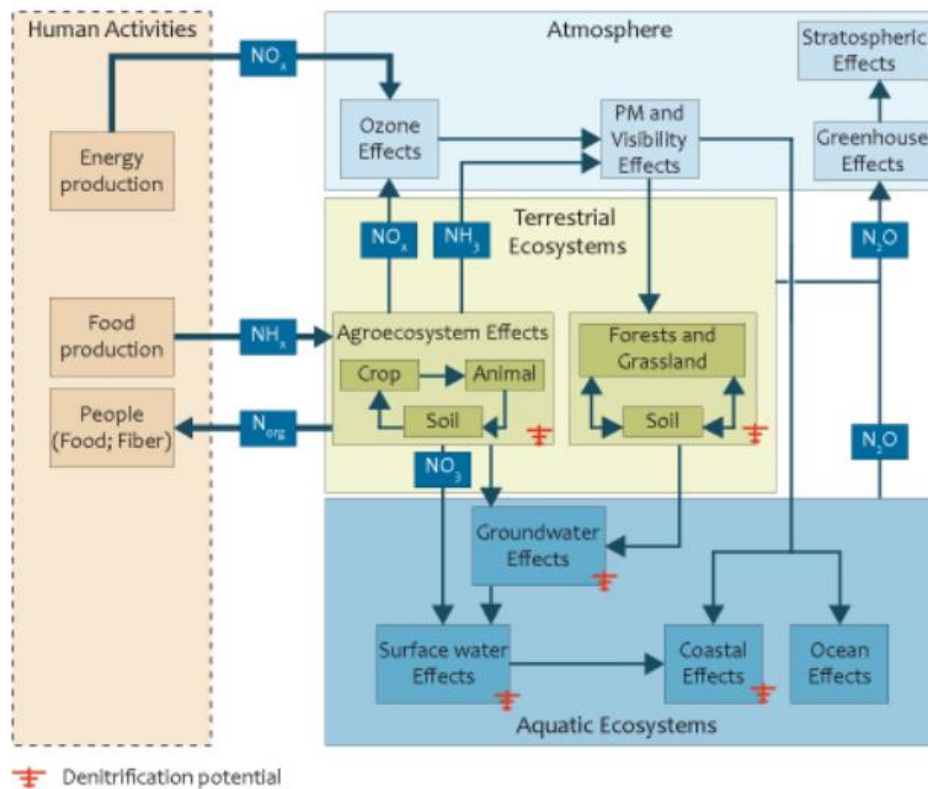 Human Activities
Atmosphere
Stratospheric
Effects
NOₓ
Ozone
Effects
PM and
Visibility
Effects
Greenhouse
Effects
Energy
production
NOₓ
NH₃
Terrestrial
Ecosystems
N₂O
Food
production
NHₓ
Agroecosystem Effects
Crop
Animal
Soil
Forests and
Grassland
Soil
People
(Food; Fiber)
N_org
NO₃
N₂O
Groundwater
Effects
Surface water
Effects
Coastal
Effects
Ocean
Effects
Aquatic Ecosystems
Denitrification potential